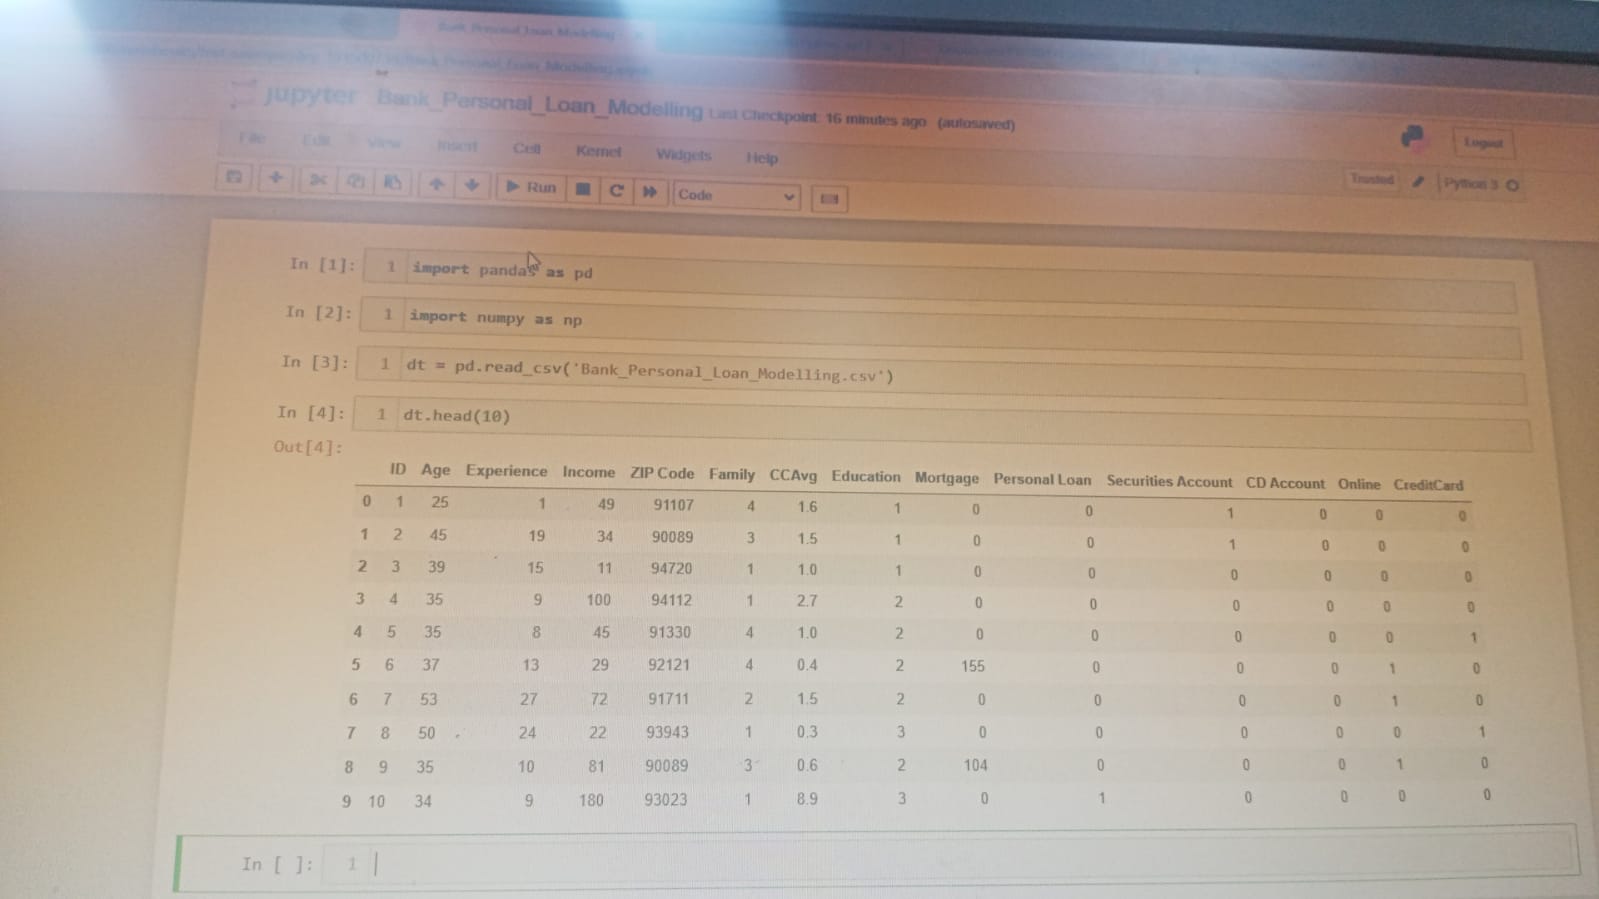 Bank_Personal_Loan_Modelling
jupyter Bank_Personal_Loan_Modelling Last Checkpoint: 16 minutes ago (autosaved)
Logout
File Edit View Insert Cell Kernel Widgets Help
Trusted Python 3
Run Code
In [1]: 1 import pandas as pd
In [2]: 1 import numpy as np
In [3]: 1 dt = pd.read_csv('Bank_Personal_Loan_Modelling.csv')
In [4]: 1 dt.head(10)
Out[4]:
ID Age Experience Income ZIP Code Family CCAvg Education Mortgage Personal Loan Securities Account CD Account Online CreditCard
0 1 25 1 49 91107 4 1.6 1 0 0 1 0 0 0
1 2 45 19 34 90089 3 1.5 1 0 0 1 0 0 0
2 3 39 15 11 94720 1 1.0 1 0 0 0 0 0 0
3 4 35 9 100 94112 1 2.7 2 0 0 0 0 0 0
4 5 35 8 45 91330 4 1.0 2 0 0 0 0 0 1
5 6 37 13 29 92121 4 0.4 2 155 0 0 0 1 0
6 7 53 27 72 91711 2 1.5 2 0 0 0 0 1 0
7 8 50 24 22 93943 1 0.3 3 0 0 0 0 0 1
8 9 35 10 81 90089 3 0.6 2 104 0 0 0 1 0
9 10 34 9 180 93023 1 8.9 3 0 1 0 0 0 0
In [ ]: 1